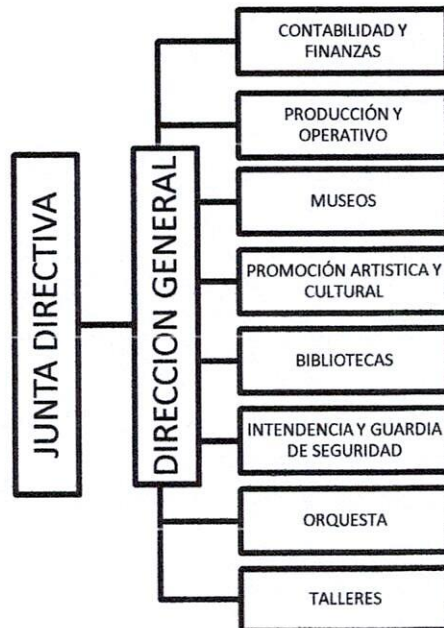 JUNTA DIRECTIVA
DIRECCION GENERAL
CONTABILIDAD Y
FINANZAS
PRODUCCIÓN Y
OPERATIVO
MUSEOS
PROMOCIÓN ARTISTICA Y
CULTURAL
BIBLIOTECAS
INTENDENCIA Y GUARDIA
DE SEGURIDAD
ORQUESTA
TALLERES